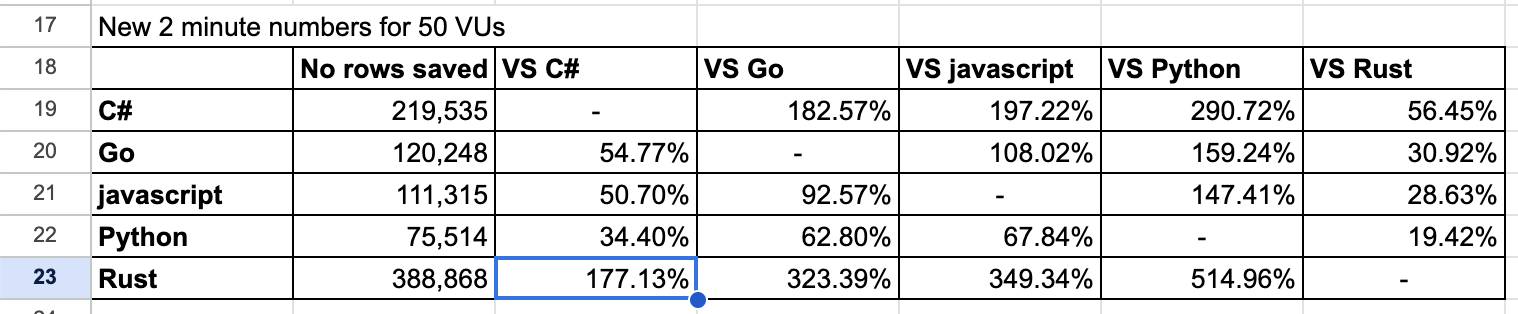 17 New 2 minute numbers for 50 VUs
18 No rows saved VS C# VS Go VS javascript VS Python VS Rust
19 C# 219,535 - 182.57% 197.22% 290.72% 56.45%
20 Go 120,248 54.77% - 108.02% 159.24% 30.92%
21 javascript 111,315 50.70% 92.57% - 147.41% 28.63%
22 Python 75,514 34.40% 62.80% 67.84% - 19.42%
23 Rust 388,868 177.13% 323.39% 349.34% 514.96% -